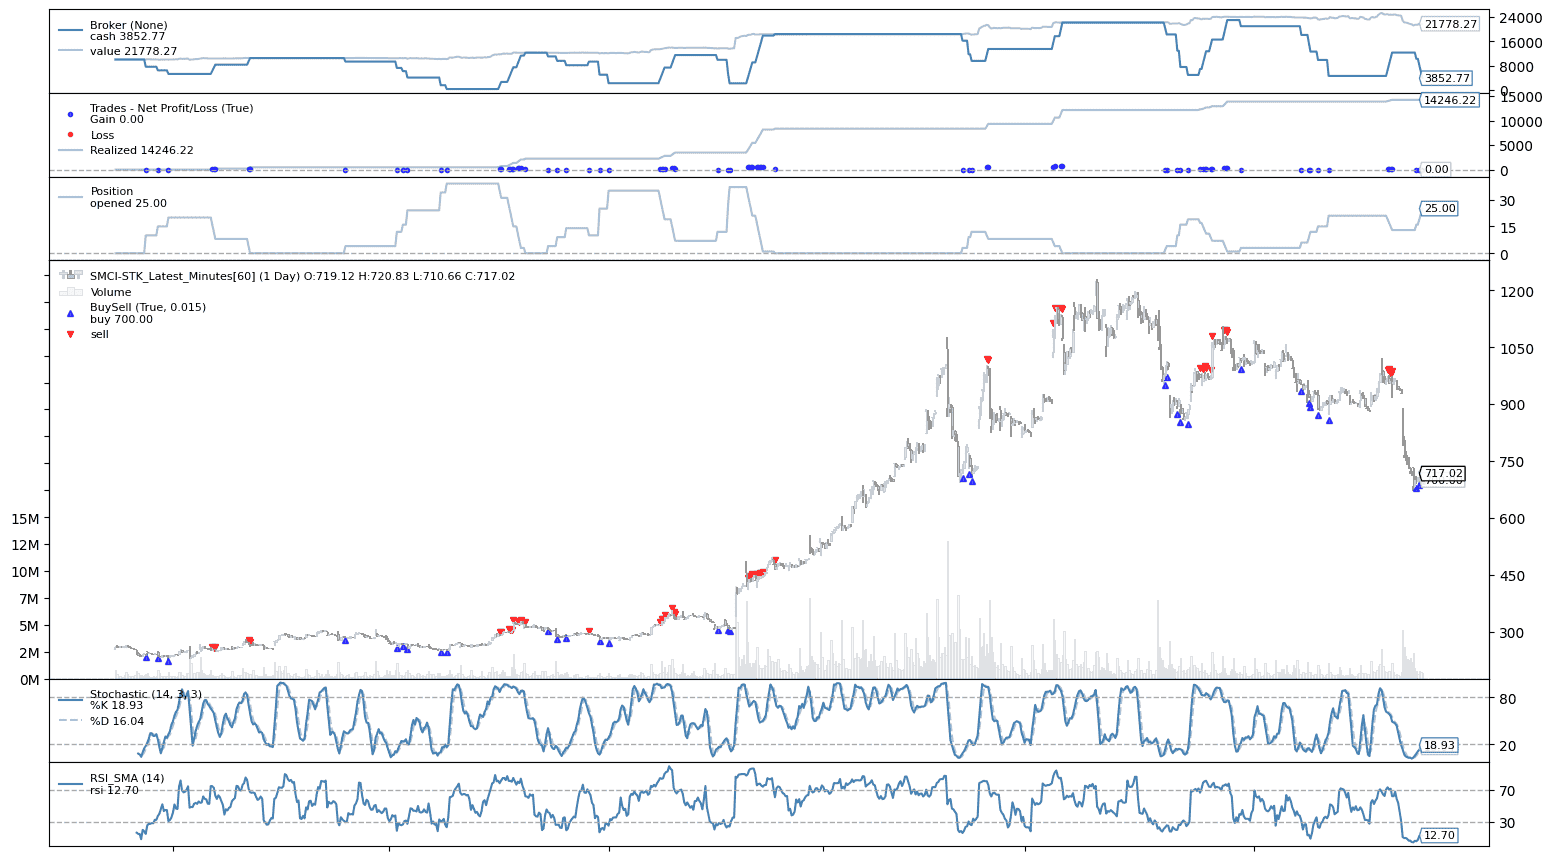 Broker (None)
cash 3852.77
value 21778.27
24000
21778.27
16000
8000
3852.77
0
Trades - Net Profit/Loss (True)
Gain 0.00
Loss
Realized 14246.22
15000
14246.22
10000
5000
0.00
0
Position
opened 25.00
30
25.00
15
0
SMCI-STK_Latest_Minutes[60] (1 Day) O:719.12 H:720.83 L:710.66 C:717.02
Volume
BuySell (True, 0.015)
buy 700.00
sell
1200
1050
900
750
717.02
700.00
600
450
300
15M
12M
10M
7M
5M
2M
0M
Stochastic (14, 3, 3)
%K 18.93
%D 16.04
80
20
18.93
RSI_SMA (14)
rsi 12.70
70
30
12.70